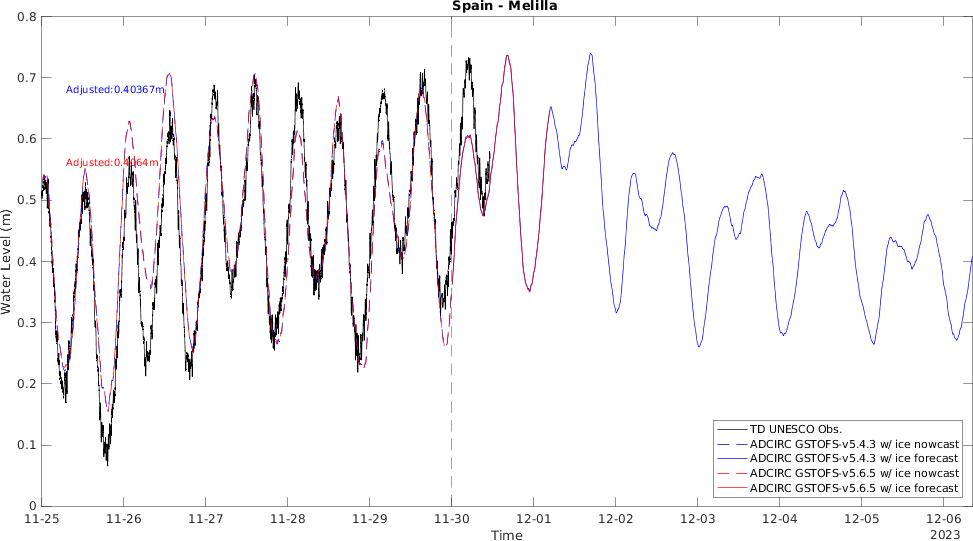 Spain - Melilla
0.8
0.7
Adjusted:0.40367m
0.6
0.5
0.4
0.3
0.2
0.1
0
Water Level (m)
TD UNESCO Obs.
ADCIRC GSTOFS-v5.4.3 w/ ice nowcast
ADCIRC GSTOFS-v5.4.3 w/ ice forecast
ADCIRC GSTOFS-v5.6.5 w/ ice nowcast
ADCIRC GSTOFS-v5.6.5 w/ ice forecast
11-25 11-26 11-27 11-28 11-29 11-30 12-01 12-02 12-03 12-04 12-05 12-06
Time
2023